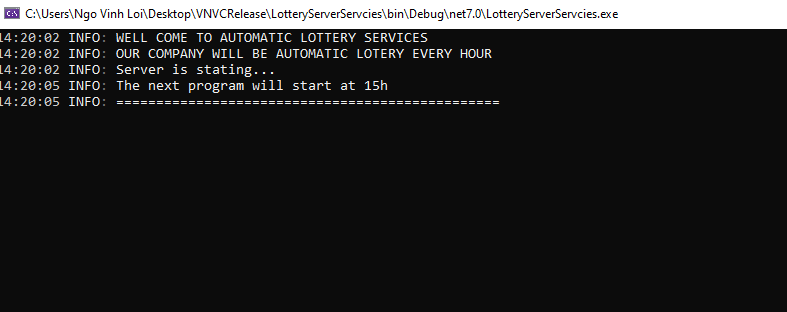 C:\Users\Ngo Vinh Loi\Desktop\VNVCRelease\LotteryServerServcies\bin\Debug\net7.0\LotteryServerServcies.exe
14:20:02 INFO: WELL COME TO AUTOMATIC LOTTERY SERVICES
14:20:02 INFO: OUR COMPANY WILL BE AUTOMATIC LOTERY EVERY HOUR
14:20:02 INFO: Server is stating...
14:20:05 INFO: The next program will start at 15h
14:20:05 INFO: ================================================